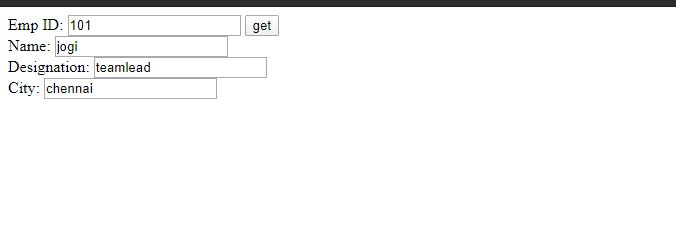 Emp ID: 101 get
Name: jogi
Designation: teamlead
City: chennai